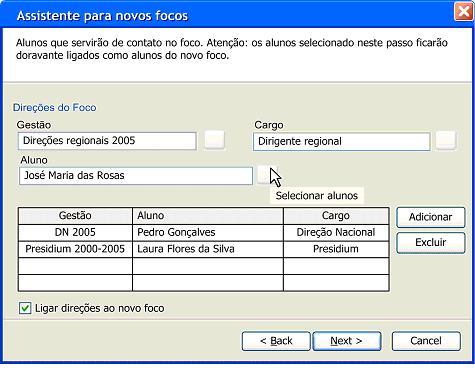 Assistente para novos focos
Alunos que servirão de contato no foco. Atenção: os alunos selecionado neste passo ficarão
doravante ligados como alunos do novo foco.
Direções do Foco
Gestão Cargo
Direções regionais 2005 Dirigente regional
Aluno
José Maria das Rosas
Selecionar alunos
Gestão Aluno Cargo
DN 2005 Pedro Gonçalves Direção Nacional
Presidium 2000-2005 Laura Flores da Silva Presidium
Adicionar
Excluir
Ligar direções ao novo foco
< Back Next > Cancel